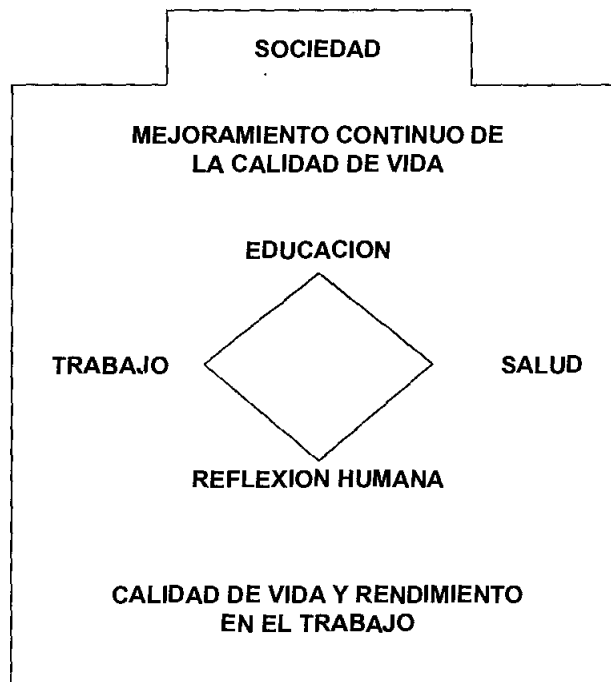 SOCIEDAD
MEJORAMIENTO CONTINUO DE
LA CALIDAD DE VIDA
EDUCACION
TRABAJO
SALUD
REFLEXION HUMANA
CALIDAD DE VIDA Y RENDIMIENTO
EN EL TRABAJO